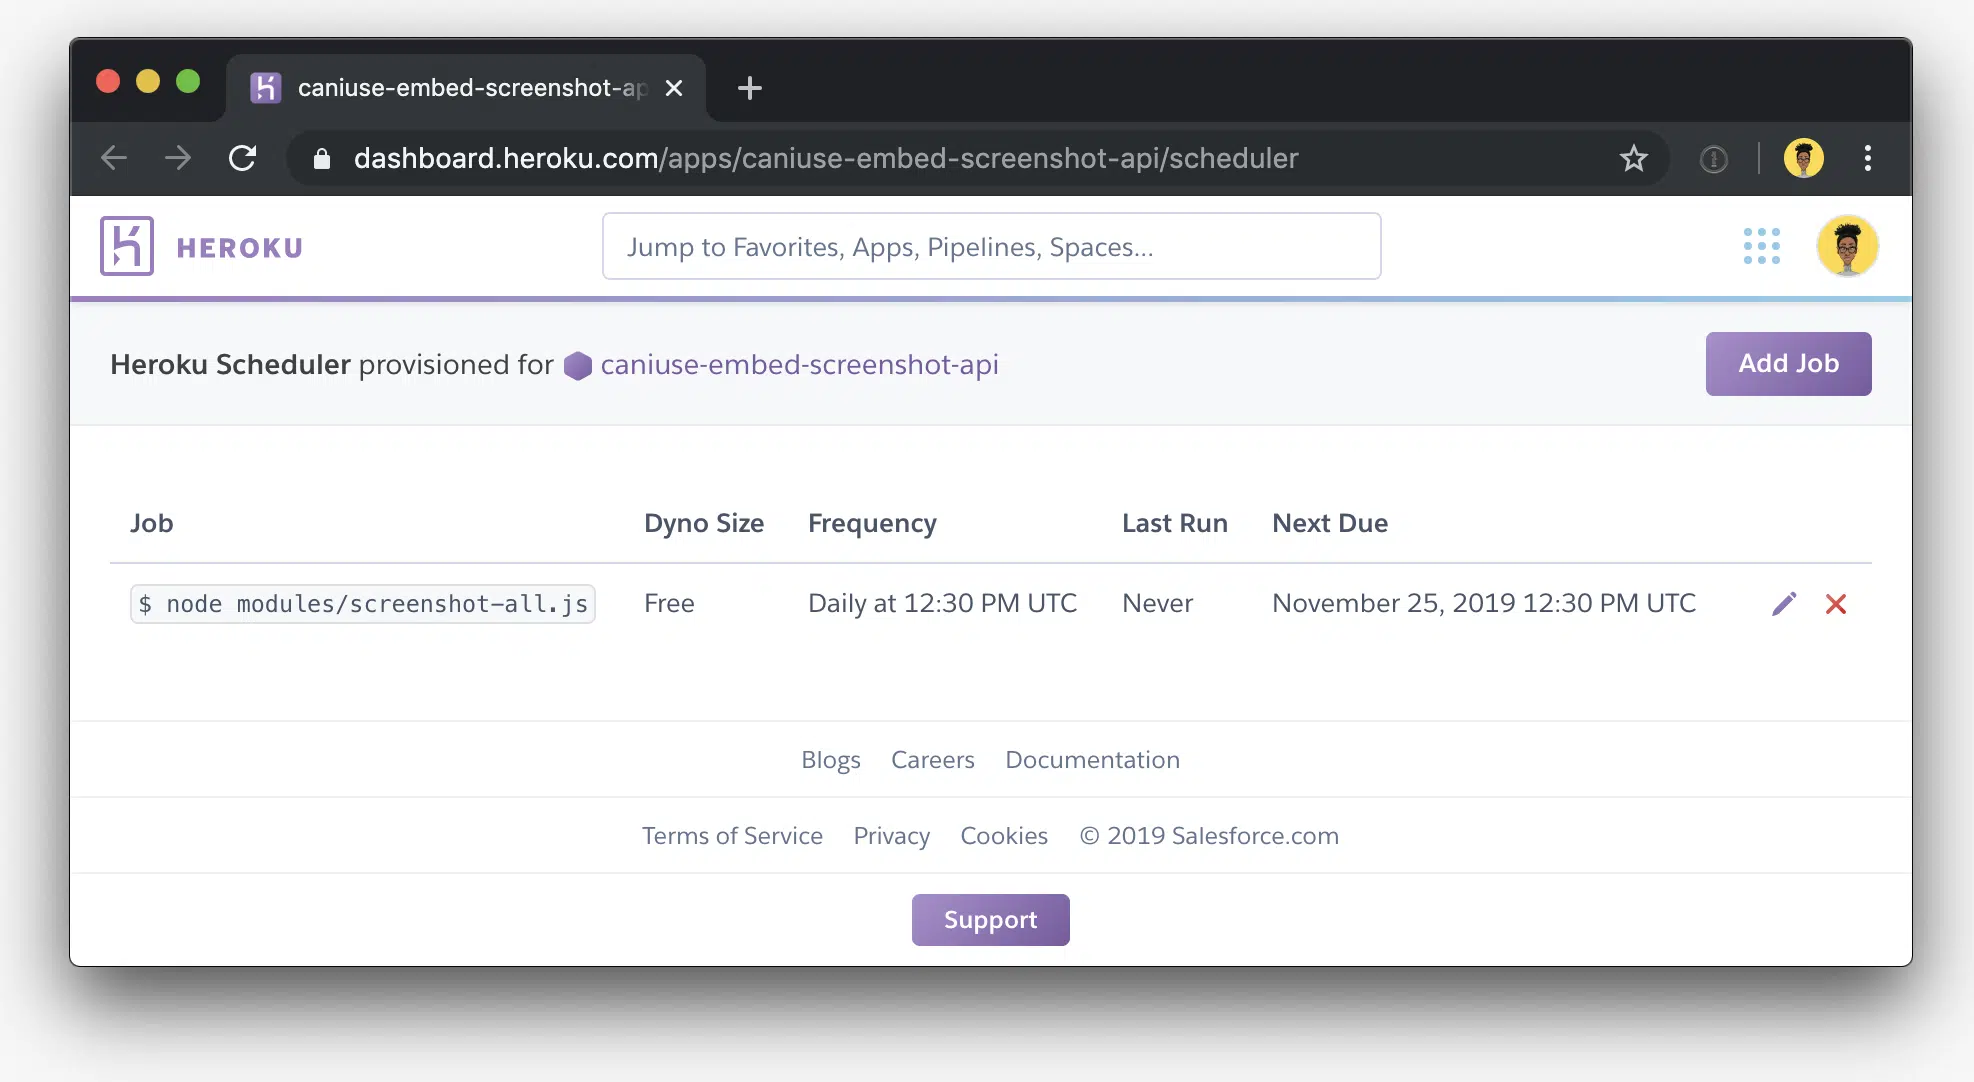 caniuse-embed-screenshot-ap
dashboard.heroku.com/apps/caniuse-embed-screenshot-api/scheduler
HEROKU
Jump to Favorites, Apps, Pipelines, Spaces...
Heroku Scheduler provisioned for caniuse-embed-screenshot-api
Add Job
Job Dyno Size Frequency Last Run Next Due
$ node modules/screenshot-all.js Free Daily at 12:30 PM UTC Never November 25, 2019 12:30 PM UTC
Blogs Careers Documentation
Terms of Service Privacy Cookies © 2019 Salesforce.com
Support